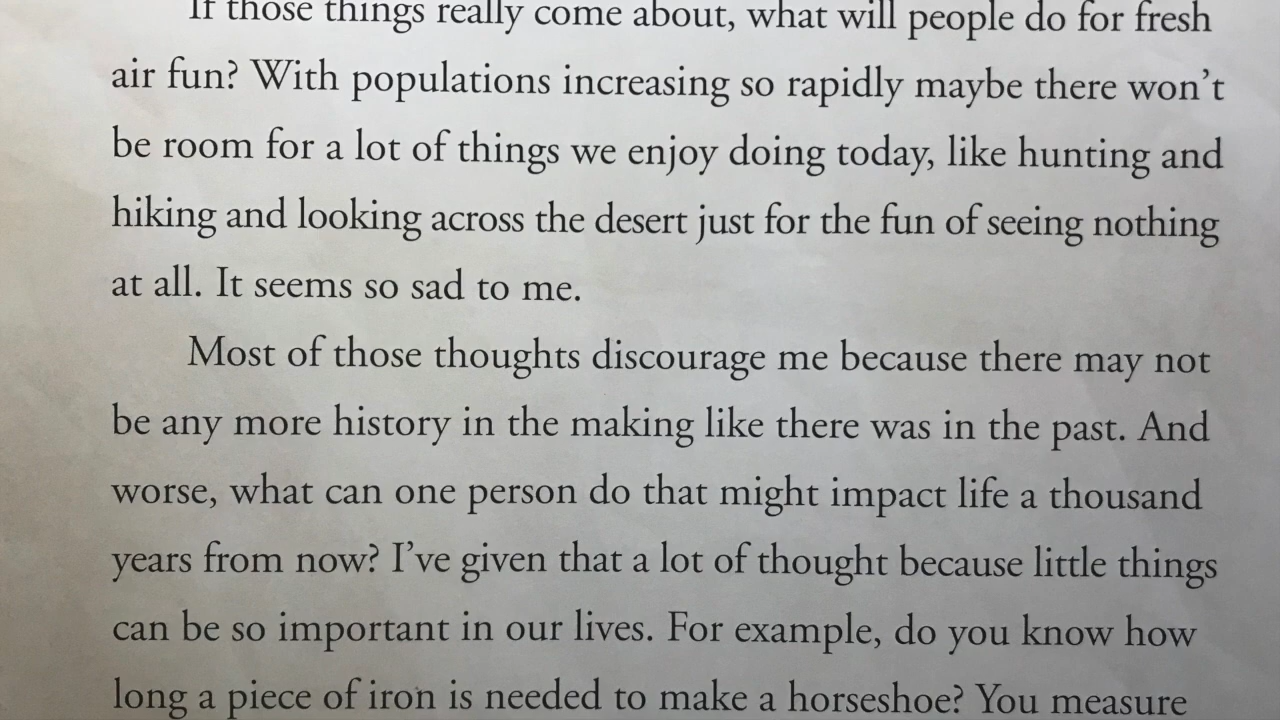 If those things really come about, what will people do for fresh
air fun? With populations increasing so rapidly maybe there won't
be room for a lot of things we enjoy doing today, like hunting and
hiking and looking across the desert just for the fun of seeing nothing
at all. It seems so sad to me.
Most of those thoughts discourage me because there may not
be any more history in the making like there was in the past. And
worse, what can one person do that might impact life a thousand
years from now? I've given that a lot of thought because little things
can be so important in our lives. For example, do you know how
long a piece of iron is needed to make a horseshoe? You measure